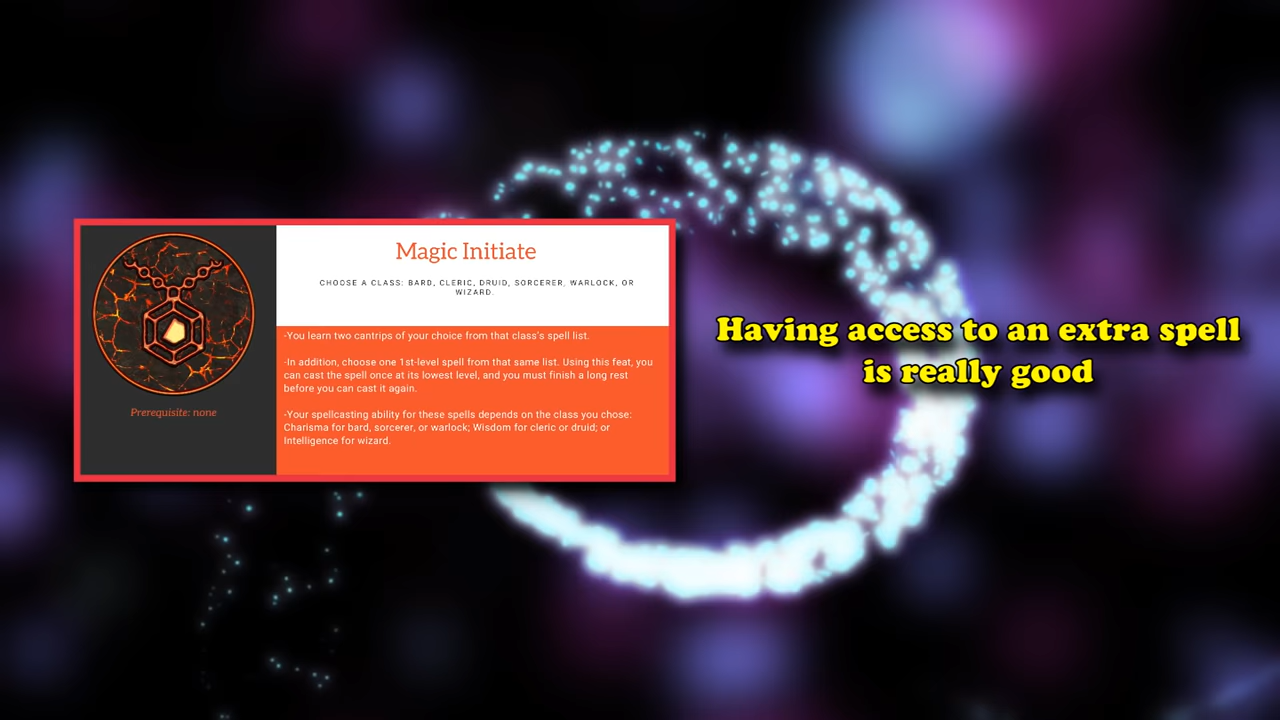 Magic Initiate
CHOOSE A CLASS: BARD, CLERIC, DRUID, SORCERER, WARLOCK, OR
WIZARD.
-You learn two cantrips of your choice from that class's spell list.
-In addition, choose one 1st-level spell from that same list. Using this feat, you
can cast the spell once at its lowest level, and you must finish a long rest
before you can cast it again.
-Your spellcasting ability for these spells depends on the class you chose:
Charisma for bard, sorcerer, or warlock; Wisdom for cleric or druid; or
Intelligence for wizard.
Prerequisite: none
Having access to an extra spell
is really good